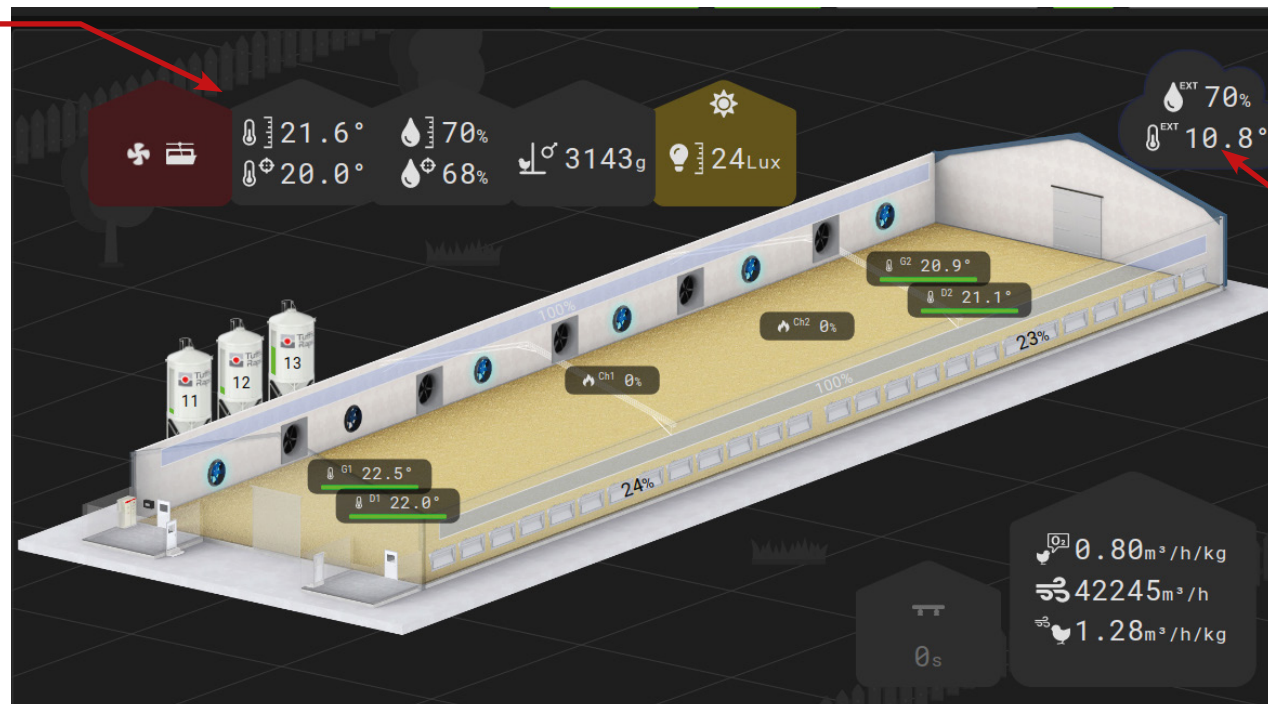 21.6°
20.0°
70%
68%
3143g
24Lux
EXT 70%
EXT 10.8°
100%
G2 20.9°
D2 21.1°
Ch2 0%
Ch1 0%
23%
100%
24%
13
12
11
G1 22.5°
D1 22.0°
O₂ 0.80m³/h/kg
42245m³/h
1.28m³/h/kg
0s